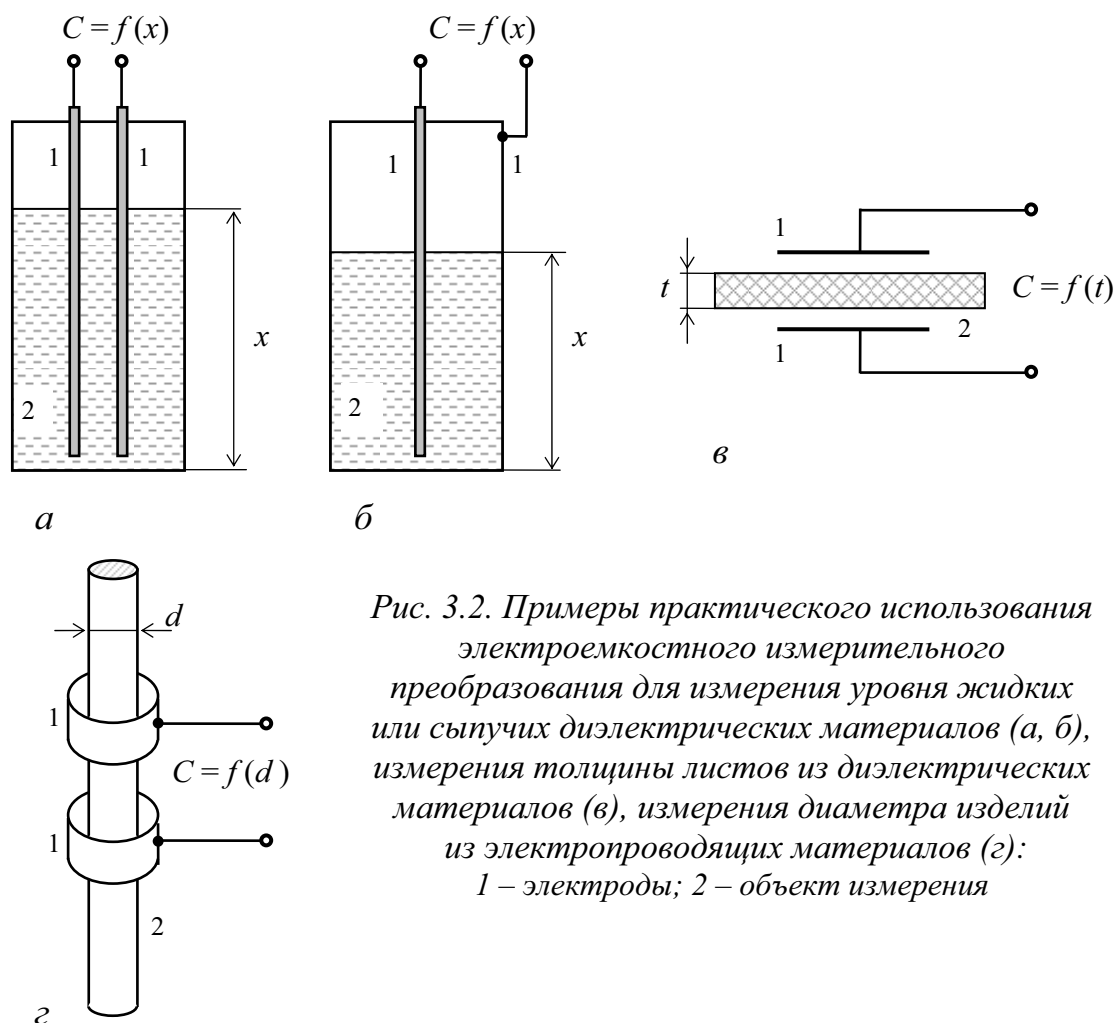 C = f (x)
C = f (x)
1
1
1
1
2
x
2
x
1
t
C = f (t)
2
1
а
б
в
d
1
C = f (d )
1
2
г
Рис. 3.2. Примеры практического использования
электроемкостного измерительного
преобразования для измерения уровня жидких
или сыпучих диэлектрических материалов (а, б),
измерения толщины листов из диэлектрических
материалов (в), измерения диаметра изделий
из электропроводящих материалов (г):
1 – электроды; 2 – объект измерения